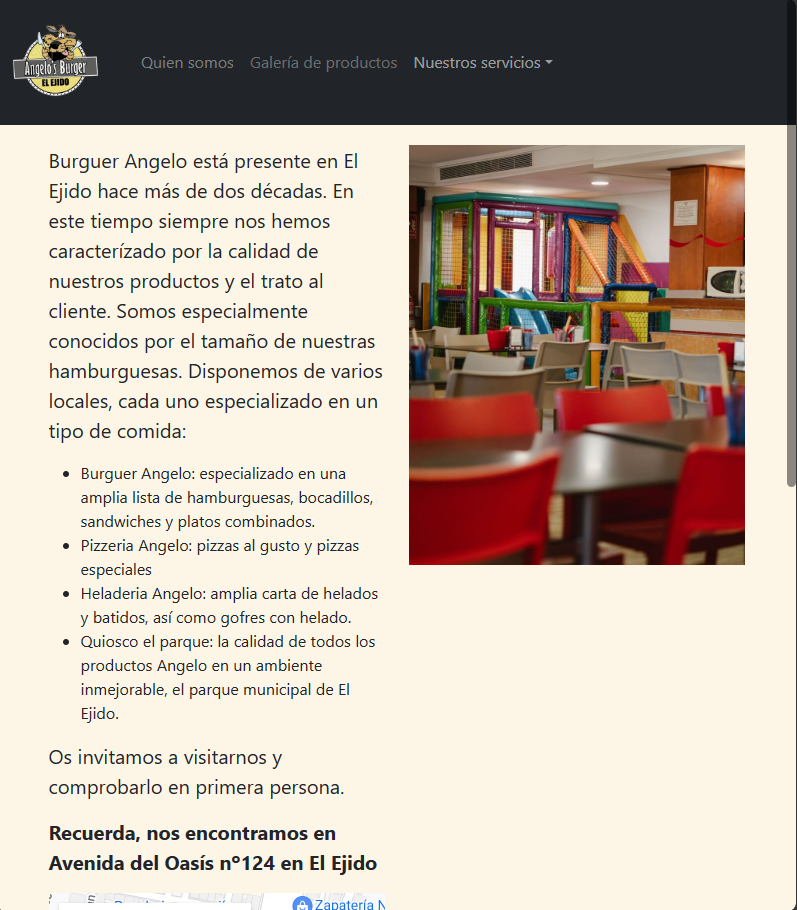 Angelo's Burger
EL EJIDO
Quien somos
Galería de productos
Nuestros servicios
Burguer Angelo está presente en El
Ejido hace más de dos décadas. En
este tiempo siempre nos hemos
caracterízado por la calidad de
nuestros productos y el trato al
cliente. Somos especialmente
conocidos por el tamaño de nuestras
hamburguesas. Disponemos de varios
locales, cada uno especializado en un
tipo de comida:
Burguer Angelo: especializado en una
amplia lista de hamburguesas, bocadillos,
sandwiches y platos combinados.
Pizzeria Angelo: pizzas al gusto y pizzas
especiales
Heladeria Angelo: amplia carta de helados
y batidos, así como gofres con helado.
Quiosco el parque: la calidad de todos los
productos Angelo en un ambiente
inmejorable, el parque municipal de El
Ejido.
Os invitamos a visitarnos y
comprobarlo en primera persona.
Recuerda, nos encontramos en
Avenida del Oasís nº124 en El Ejido
Zapatería N